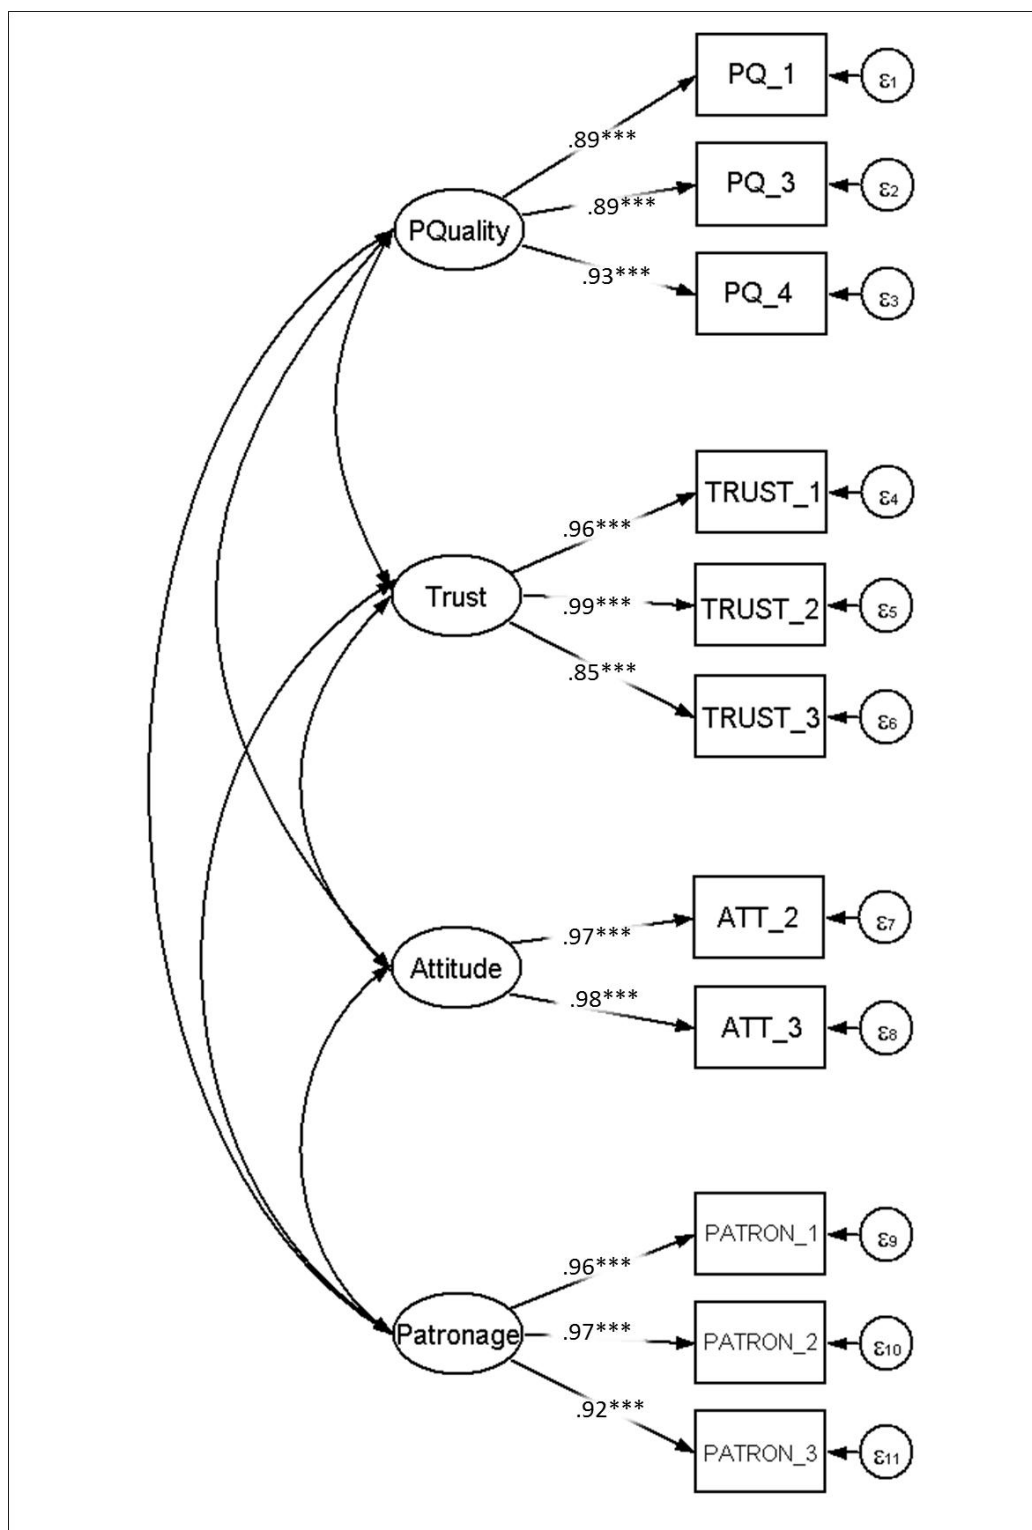 PQ_1
ε1
.89***
PQ_3
ε2
.89***
PQuality
PQ_4
ε3
.93***
TRUST_1
ε4
.96***
Trust
TRUST_2
ε5
.99***
.85***
TRUST_3
ε6
ATT_2
ε7
.97***
Attitude
.98***
ATT_3
ε8
PATRON_1
ε9
.96***
Patronage
.97***
PATRON_2
ε10
.92***
PATRON_3
ε11